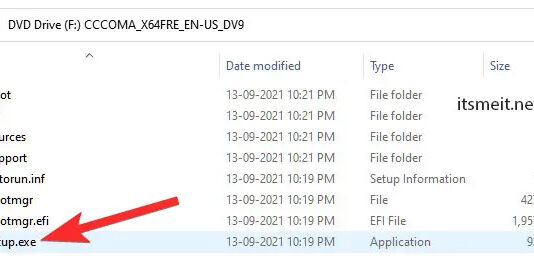 DVD Drive (F:) CCCOMA_X64FRE_EN-US_DV9
Date modified Type Size
ot 13-09-2021 10:21 PM File folder
13-09-2021 10:21 PM File folder
urces 13-09-2021 10:21 PM File folder
pport 13-09-2021 10:21 PM File folder
torun.inf 13-09-2021 10:19 PM Setup Information
otmgr 13-09-2021 10:19 PM File 42
otmgr.efi 13-09-2021 10:19 PM EFI File 1,95
tup.exe 13-09-2021 10:19 PM Application 9
itsmeit.ne